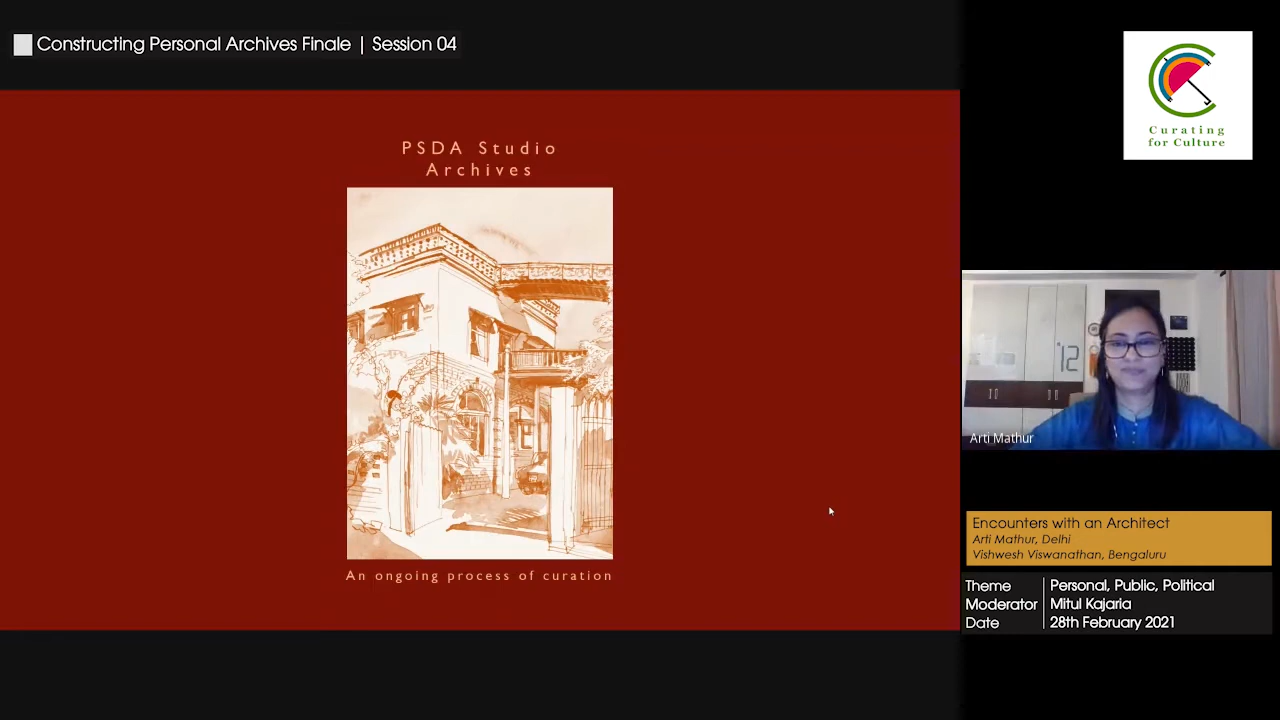 Constructing Personal Archives Finale | Session 04
PSDA Studio
Archives
An ongoing process of curation
Curating
for Culture
'12
Arti Mathur
Encounters with an Architect
Arti Mathur, Delhi
Vishwesh Viswanathan, Bengaluru
Theme Personal, Public, Political
Moderator Mitul Kajaria
Date 28th February 2021